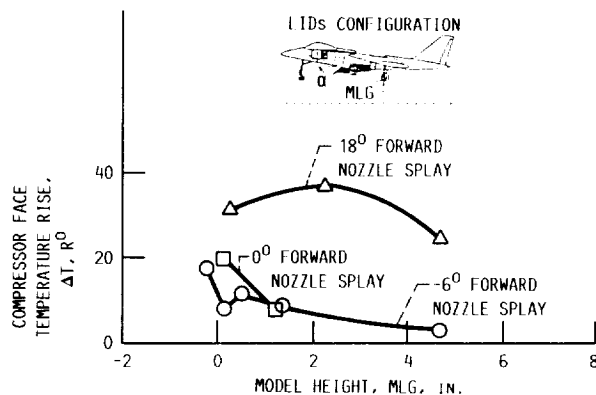 LIDs CONFIGURATION
α
MLG
18⁰ FORWARD
NOZZLE SPLAY
0⁰ FORWARD
NOZZLE SPLAY
-6⁰ FORWARD
NOZZLE SPLAY
COMPRESSOR FACE
TEMPERATURE RISE,
ΔT, R⁰
40
20
0
-2
0
2
4
6
8
MODEL HEIGHT, MLG, IN.